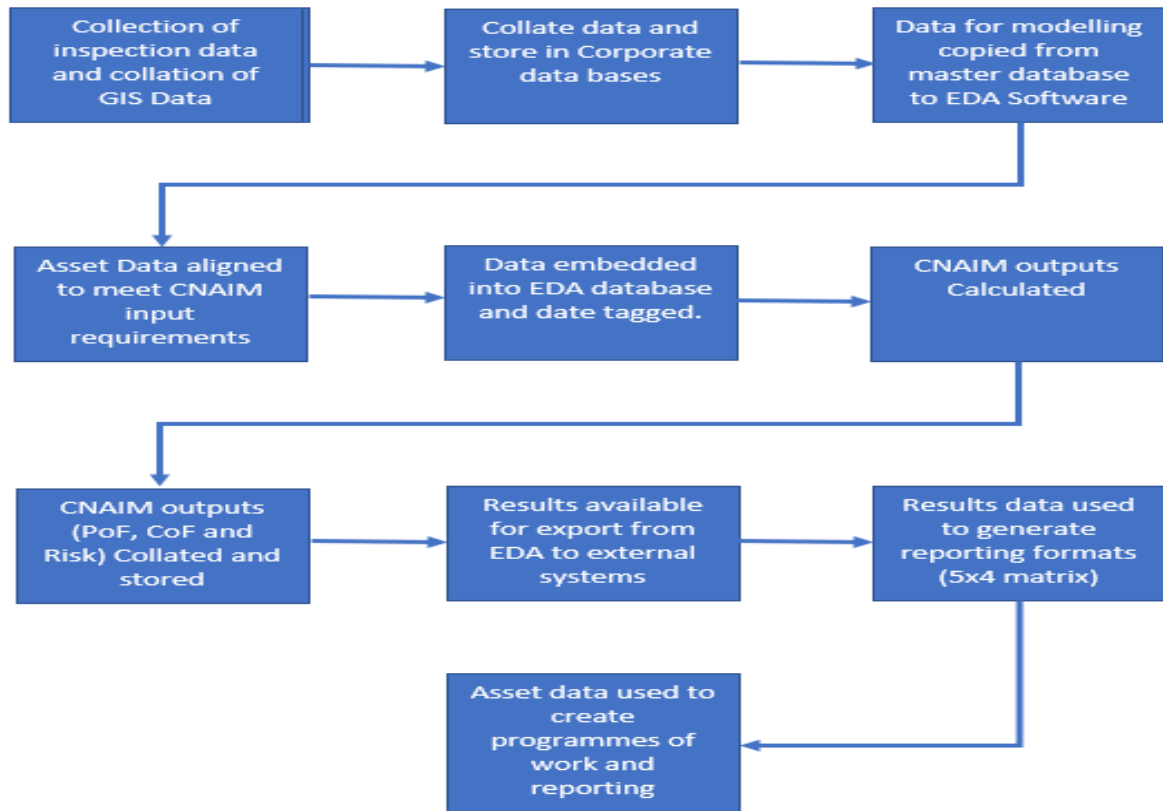 Collection of
inspection data
and collation of
GIS Data
Collate data and
store in Corporate
data bases
Data for modelling
copied from
master database
to EDA Software
Asset Data aligned
to meet CNAIM
input
requirements
Data embedded
into EDA database
and date tagged.
CNAIM outputs
Calculated
CNAIM outputs
(PoF, CoF and
Risk) Collated and
stored
Results available
for export from
EDA to external
systems
Results data used
to generate
reporting formats
(5x4 matrix)
Asset data used to
create
programmes of
work and
reporting